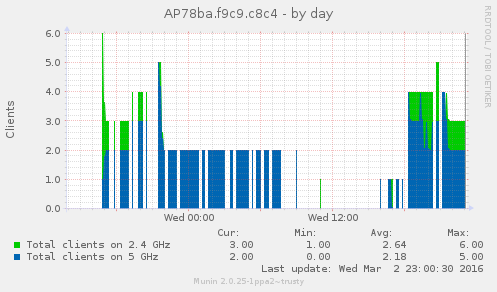 AP78ba.f9c9.c8c4 - by day
RRDTOOL / TOBI OETIKER
Clients
6.0
5.0
4.0
3.0
2.0
1.0
0.0
Wed 00:00 Wed 12:00
Cur: Min: Avg: Max:
Total clients on 2.4 GHz 3.00 1.00 2.64 6.00
Total clients on 5 GHz 2.00 0.00 2.18 5.00
Last update: Wed Mar 2 23:00:30 2016
Munin 2.0.25-1ppa2~trusty